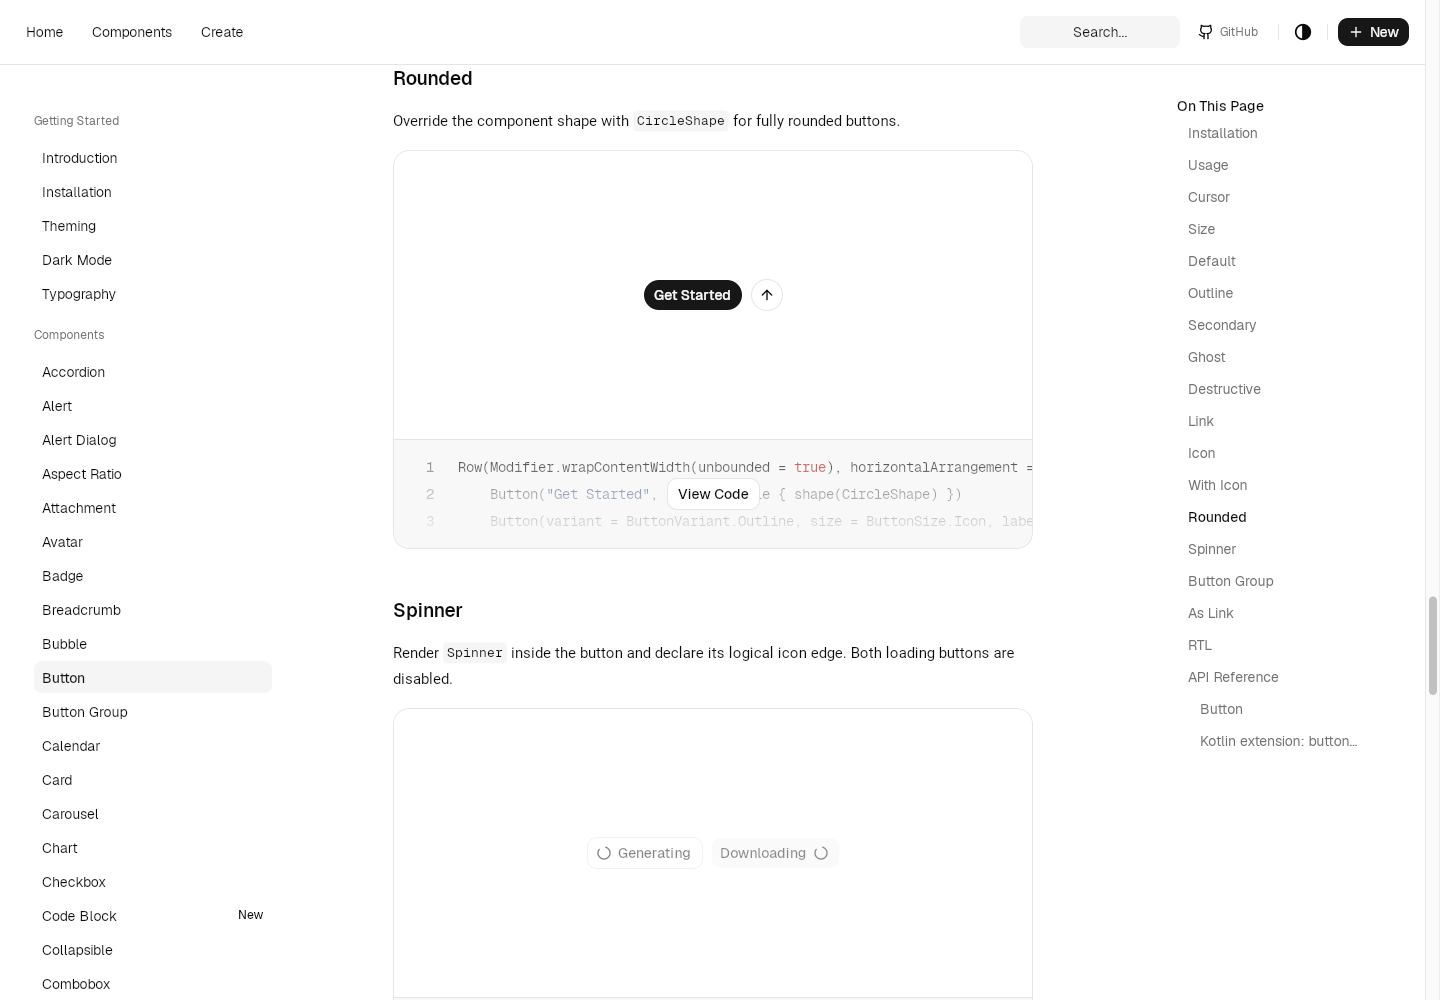 Home
Components
Create
Search...
GitHub
New
Getting Started
Introduction
Installation
Theming
Dark Mode
Typography
Components
Accordion
Alert
Alert Dialog
Aspect Ratio
Attachment
Avatar
Badge
Breadcrumb
Bubble
Button
Button Group
Calendar
Card
Carousel
Chart
Checkbox
Code Block New
Collapsible
Combobox
Rounded
Override the component shape with CircleShape for fully rounded buttons.
Get Started
1 Row(Modifier.wrapContentWidth(unbounded = true), horizontalArrangement =
2 Button("Get Started", { shape(CircleShape) })
View Code
3 Button(variant = ButtonVariant.Outline, size = ButtonSize.Icon, labe
Spinner
Render Spinner inside the button and declare its logical icon edge. Both loading buttons are
disabled.
Generating
Downloading
On This Page
Installation
Usage
Cursor
Size
Default
Outline
Secondary
Ghost
Destructive
Link
Icon
With Icon
Rounded
Spinner
Button Group
As Link
RTL
API Reference
Button
Kotlin extension: button...